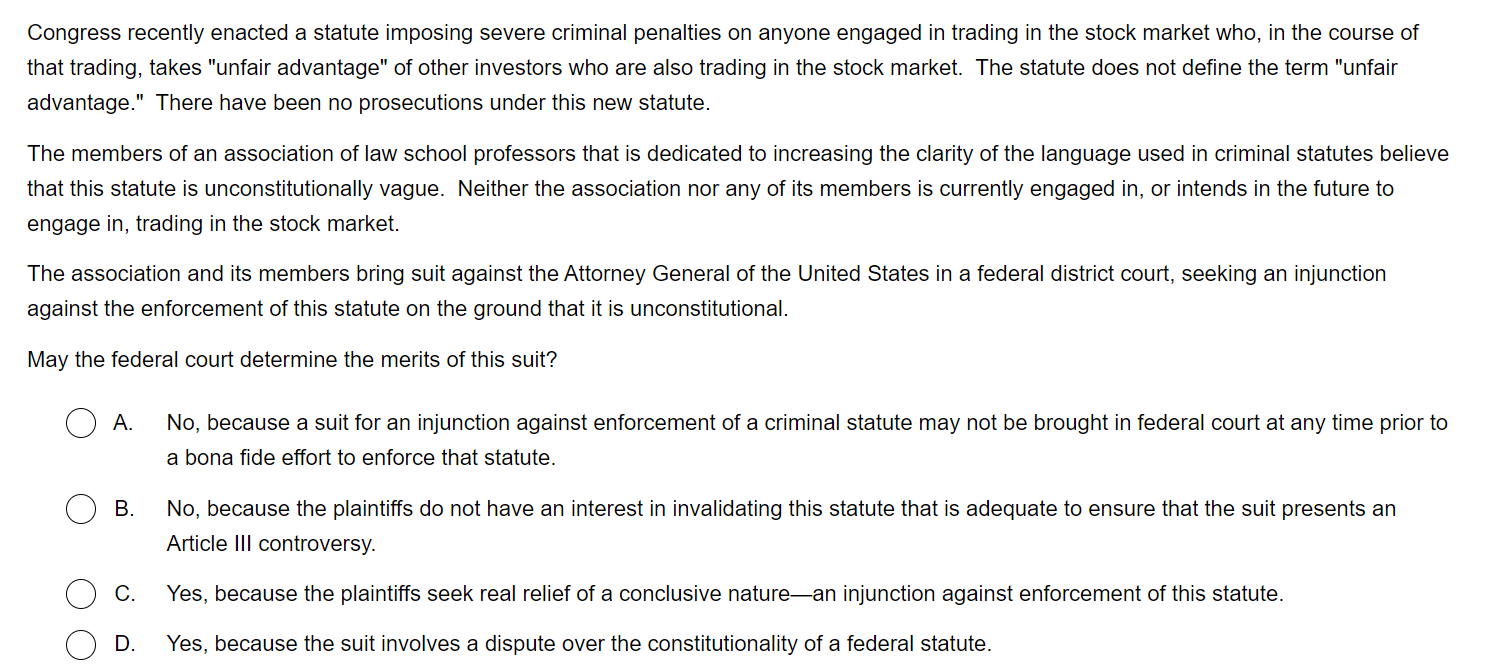 Congress recently enacted a statute imposing severe criminal penalties on anyone engaged in trading in the stock market who, in the course of
that trading, takes "unfair advantage" of other investors who are also trading in the stock market.  The statute does not define the term "unfair
advantage."  There have been no prosecutions under this new statute.
The members of an association of law school professors that is dedicated to increasing the clarity of the language used in criminal statutes believe
that this statute is unconstitutionally vague.  Neither the association nor any of its members is currently engaged in, or intends in the future to
engage in, trading in the stock market.
The association and its members bring suit against the Attorney General of the United States in a federal district court, seeking an injunction
against the enforcement of this statute on the ground that it is unconstitutional.
May the federal court determine the merits of this suit?
A. No, because a suit for an injunction against enforcement of a criminal statute may not be brought in federal court at any time prior to
a bona fide effort to enforce that statute.
B. No, because the plaintiffs do not have an interest in invalidating this statute that is adequate to ensure that the suit presents an
Article III controversy.
C. Yes, because the plaintiffs seek real relief of a conclusive nature—an injunction against enforcement of this statute.
D. Yes, because the suit involves a dispute over the constitutionality of a federal statute.